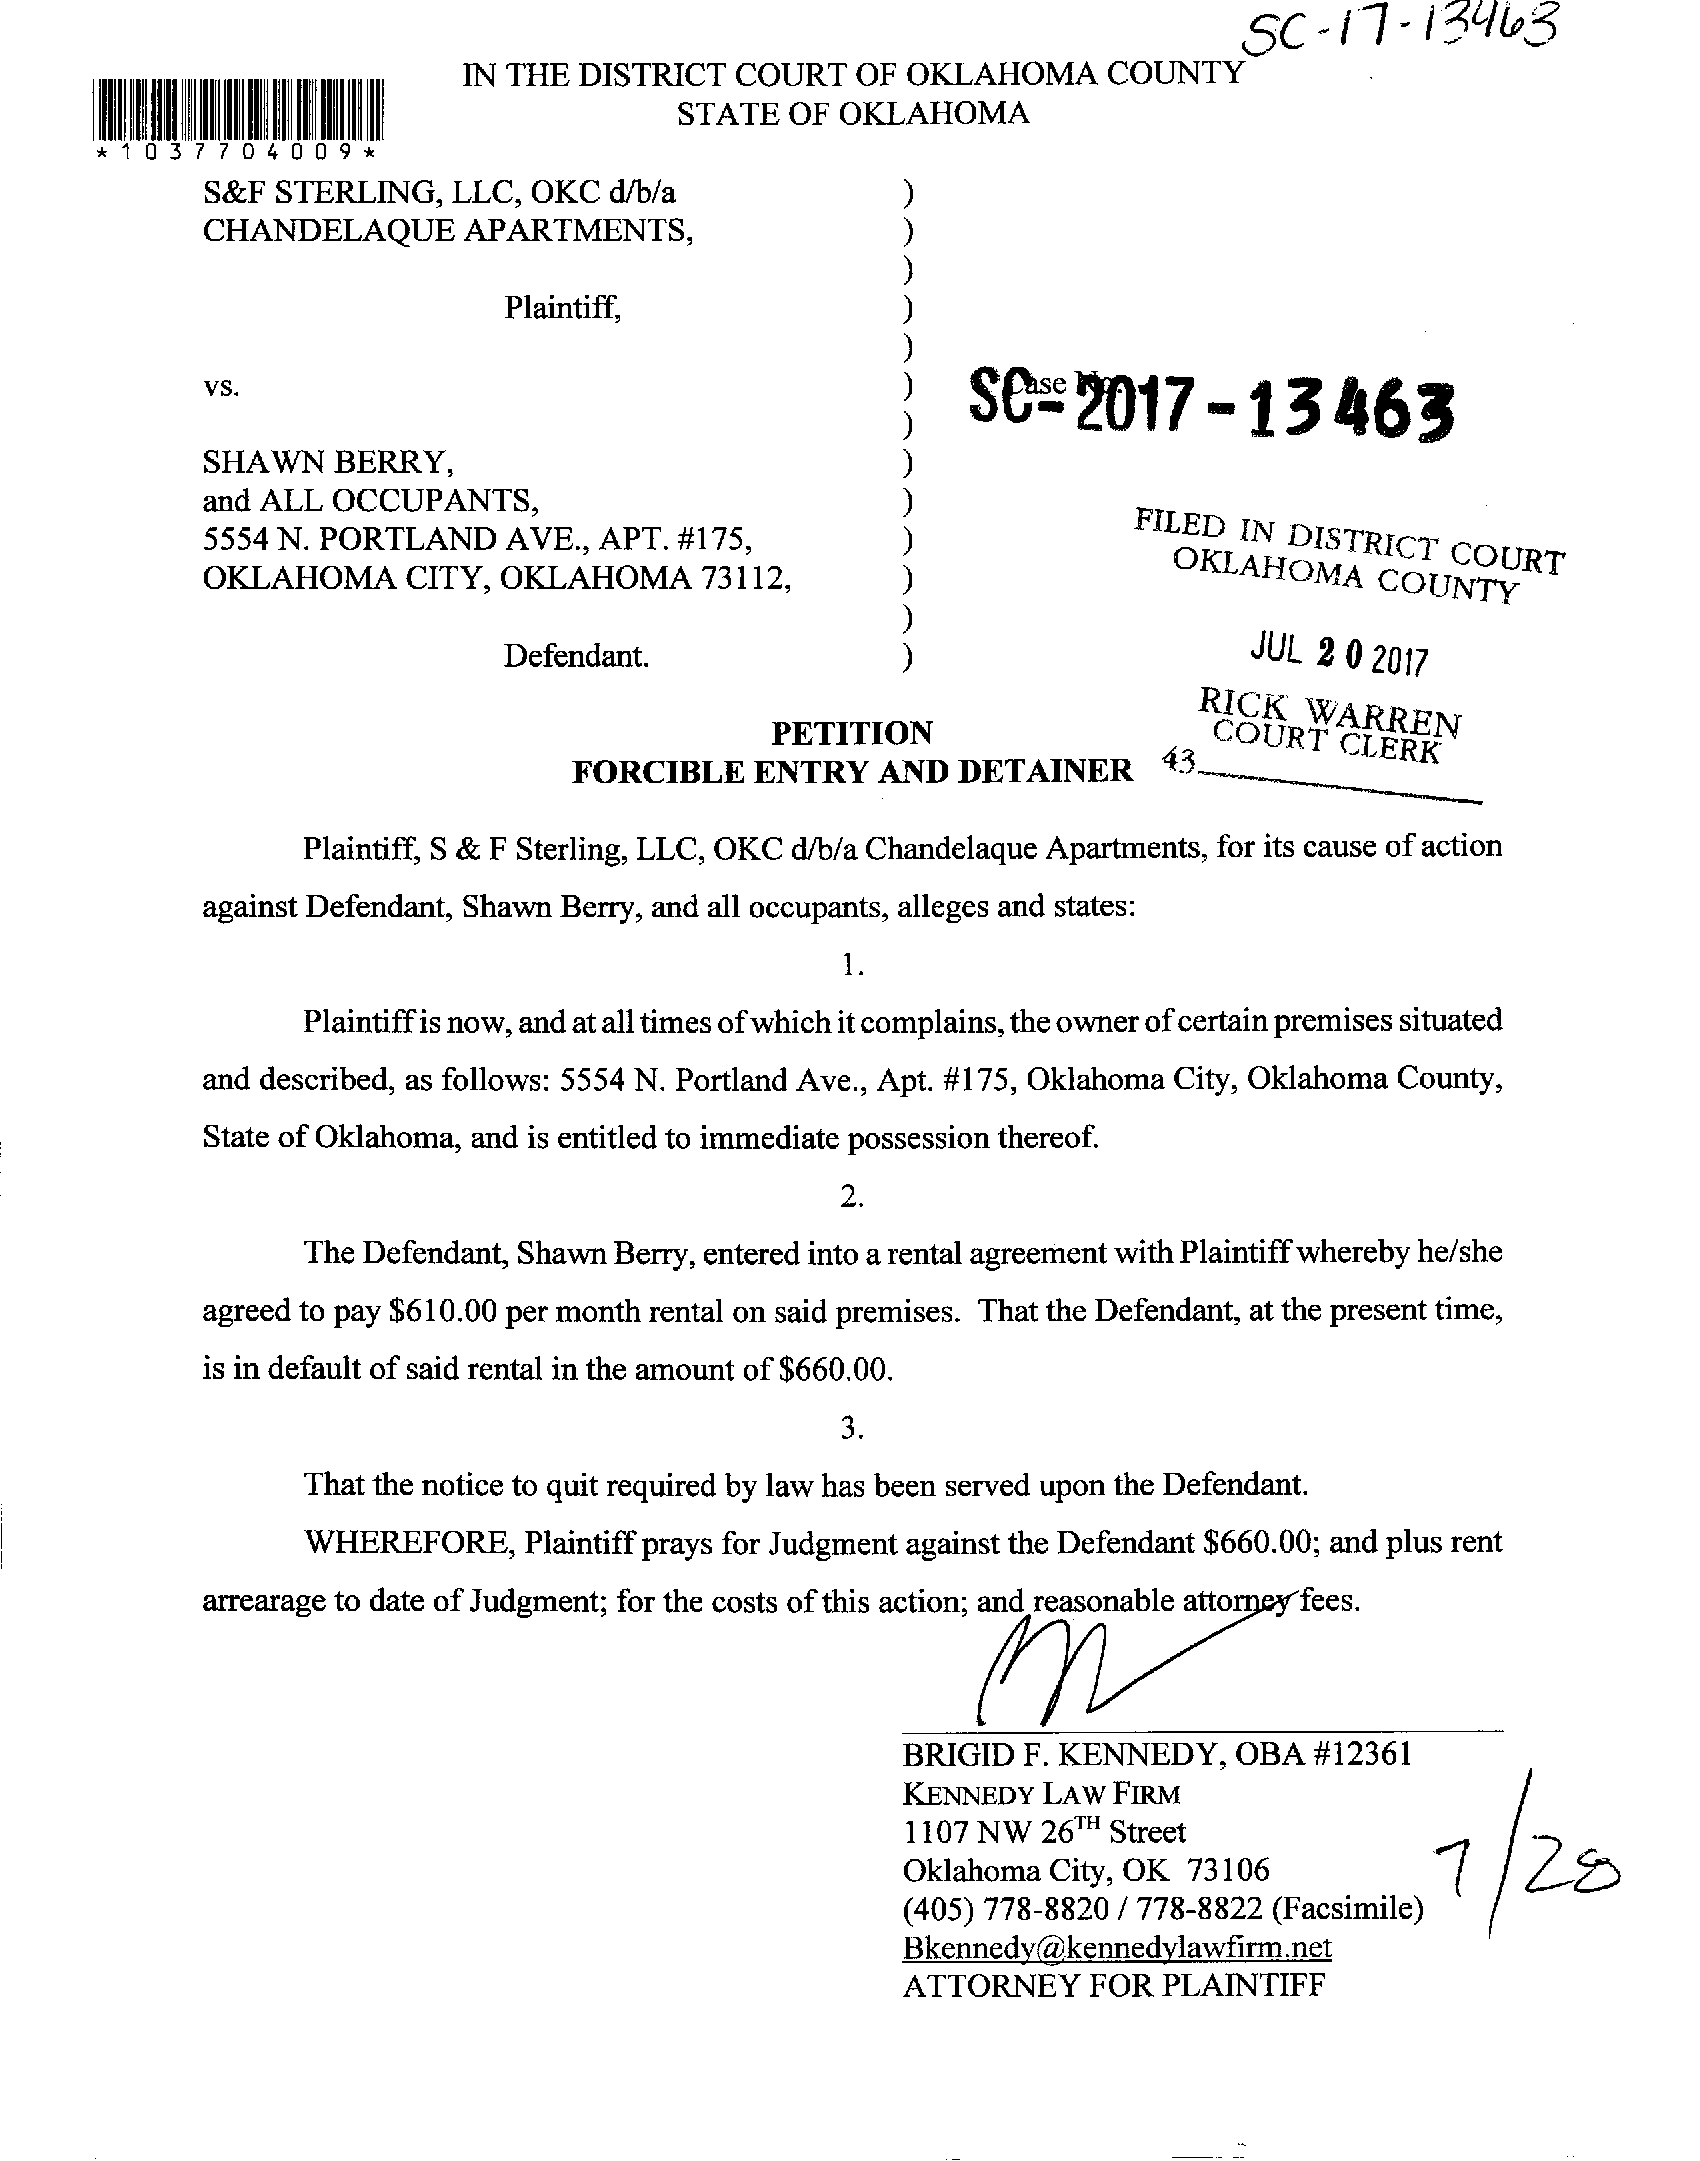 SC-17-13463
IN THE DISTRICT COURT OF OKLAHOMA COUNTY
STATE OF OKLAHOMA
*1037704009*
S&F STERLING, LLC, OKC d/b/a )
CHANDELAQUE APARTMENTS, )
)
Plaintiff, )
)
vs. )
Case No.
SC-2017-13463
)
SHAWN BERRY, )
and ALL OCCUPANTS, )
5554 N. PORTLAND AVE., APT. #175, )
OKLAHOMA CITY, OKLAHOMA 73112, )
)
Defendant. )
FILED IN DISTRICT COURT
OKLAHOMA COUNTY
JUL 20 2017
RICK WARREN
COURT CLERK
43
PETITION
FORCIBLE ENTRY AND DETAINER
Plaintiff, S & F Sterling, LLC, OKC d/b/a Chandelaque Apartments, for its cause of action
against Defendant, Shawn Berry, and all occupants, alleges and states:
1.
Plaintiff is now, and at all times of which it complains, the owner of certain premises situated
and described, as follows: 5554 N. Portland Ave., Apt. #175, Oklahoma City, Oklahoma County,
State of Oklahoma, and is entitled to immediate possession thereof.
2.
The Defendant, Shawn Berry, entered into a rental agreement with Plaintiff whereby he/she
agreed to pay $610.00 per month rental on said premises. That the Defendant, at the present time,
is in default of said rental in the amount of $660.00.
3.
That the notice to quit required by law has been served upon the Defendant.
WHEREFORE, Plaintiff prays for Judgment against the Defendant $660.00; and plus rent
arrearage to date of Judgment; for the costs of this action; and reasonable attorney fees.
BRIGID F. KENNEDY, OBA #12361
KENNEDY LAW FIRM
1107 NW 26TH Street
Oklahoma City, OK 73106
(405) 778-8820 / 778-8822 (Facsimile)
Bkennedy@kennedylawfirm.net
ATTORNEY FOR PLAINTIFF
7/28